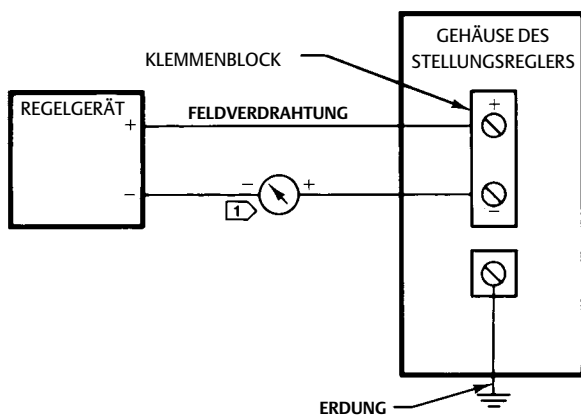 GEHÄUSE DES
STELLUNGSREGLERS
KLEMMENBLOCK
REGELGERÄT
FELDVERDRAHTUNG
+
+
−
−
+
−
1
ERDUNG